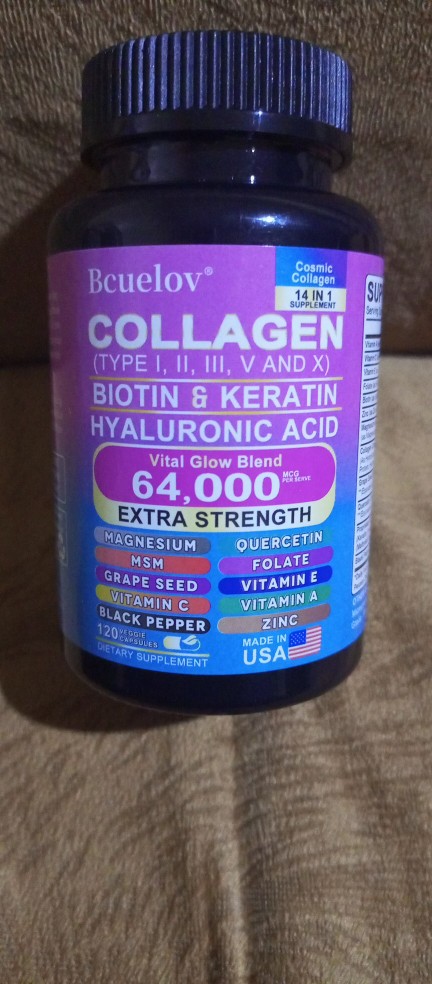 Bcuelov®
Cosmic
Collagen
14 IN 1
SUPPLEMENT
COLLAGEN
(TYPE I, II, III, V AND X)
BIOTIN & KERATIN
HYALURONIC ACID
Vital Glow Blend
64,000 MCG PER SERVE
EXTRA STRENGTH
MAGNESIUM
QUERCETIN
MSM
FOLATE
GRAPE SEED
VITAMIN E
VITAMIN C
VITAMIN A
BLACK PEPPER
ZINC
120 VEGGIE CAPSULES
DIETARY SUPPLEMENT
MADE IN
USA